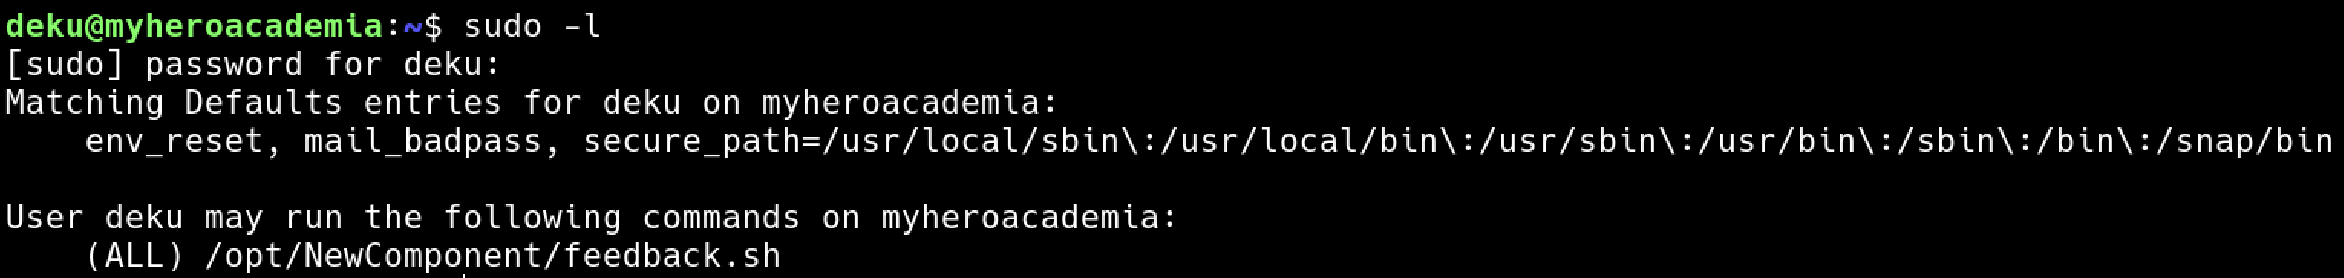 deku@myheroacademia:~$ sudo -l
[sudo] password for deku:
Matching Defaults entries for deku on myheroacademia:
    env_reset, mail_badpass, secure_path=/usr/local/sbin\:/usr/local/bin\:/usr/sbin\:/usr/bin\:/sbin\:/bin\:/snap/bin

User deku may run the following commands on myheroacademia:
    (ALL) /opt/NewComponent/feedback.sh